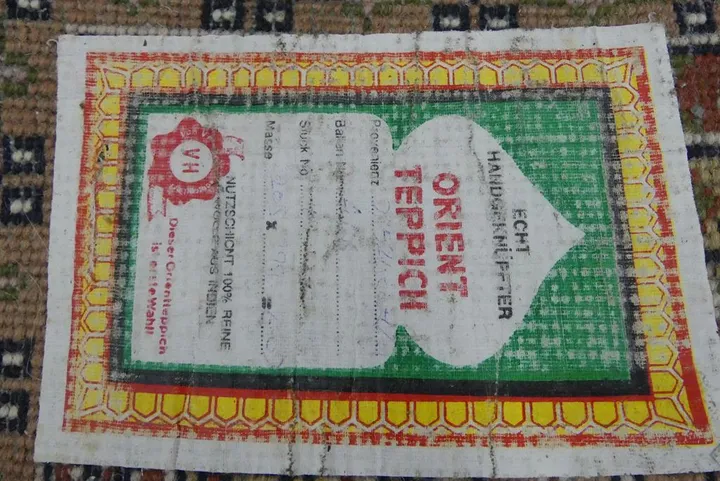 ECHT
HANDGEKNÜPFTER
ORIENT
TEPPICH
Provenienz
Ballen
Stück No.
Masse X
NUTZSCHICHT 100% REINE
AUS INDIEN
VH
Dieser Orientteppich
ist erste Wahl!